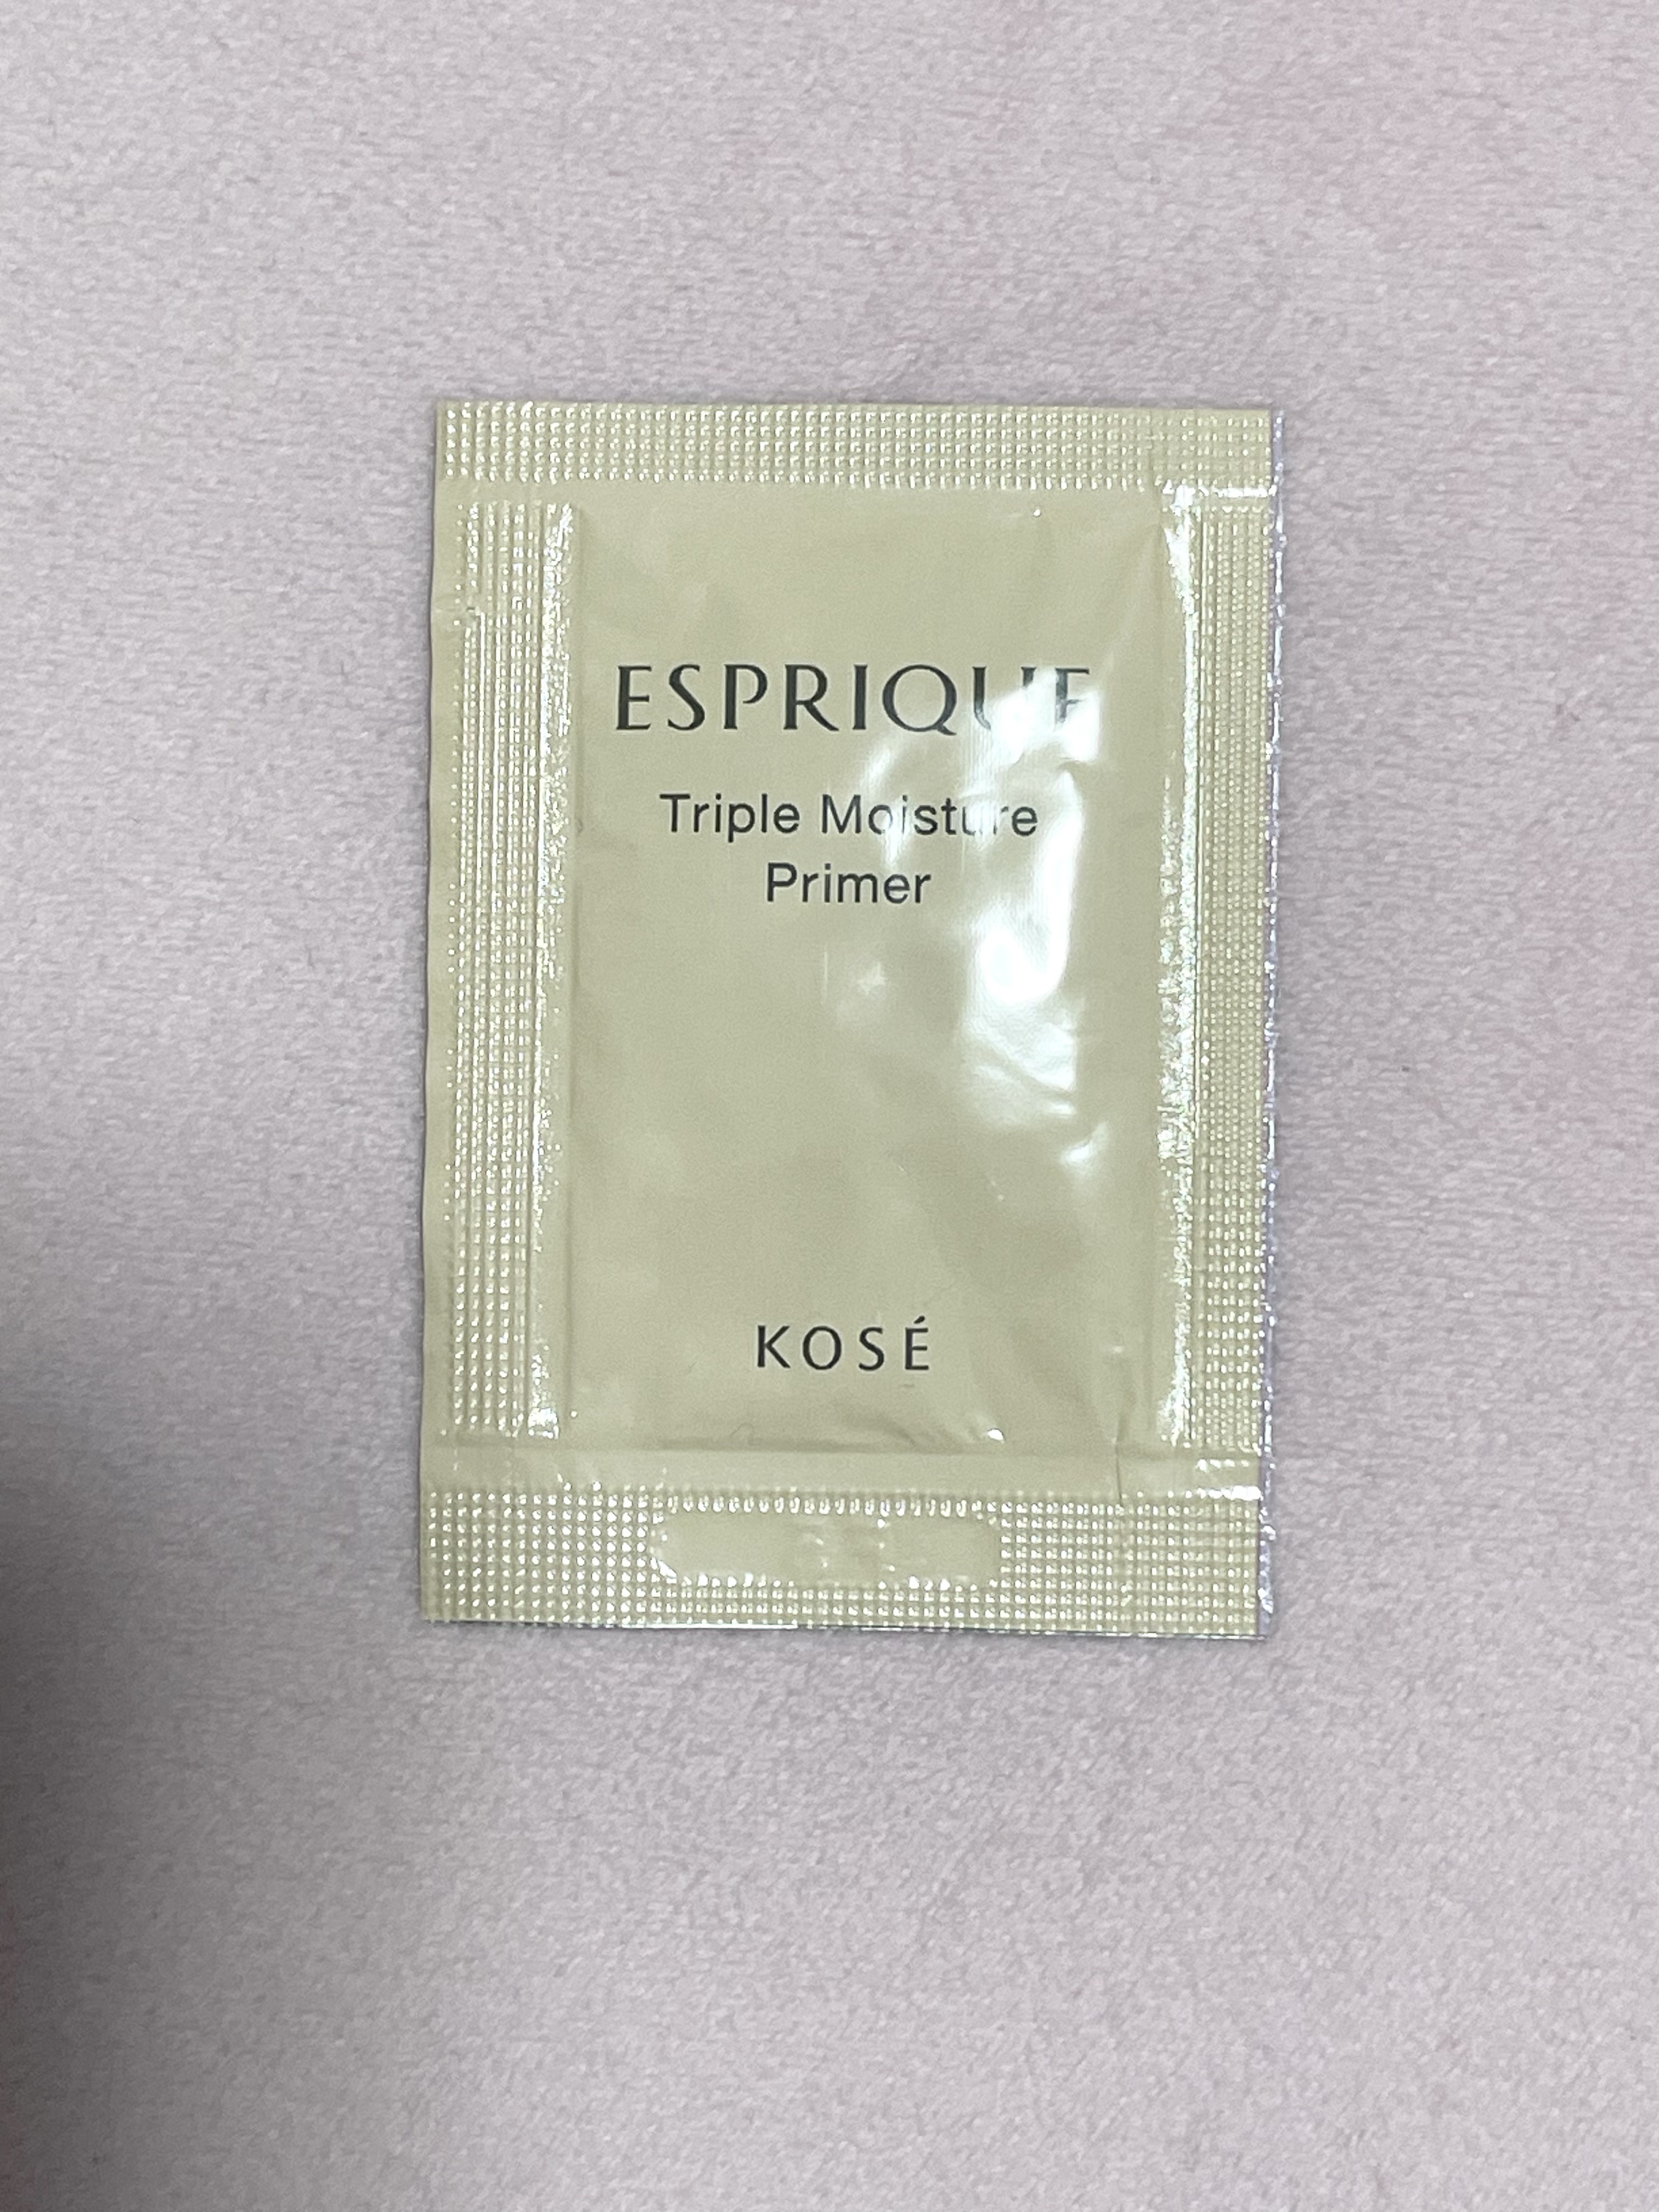 ESPRIQUE
Triple Moisture
Primer
KOSÉ